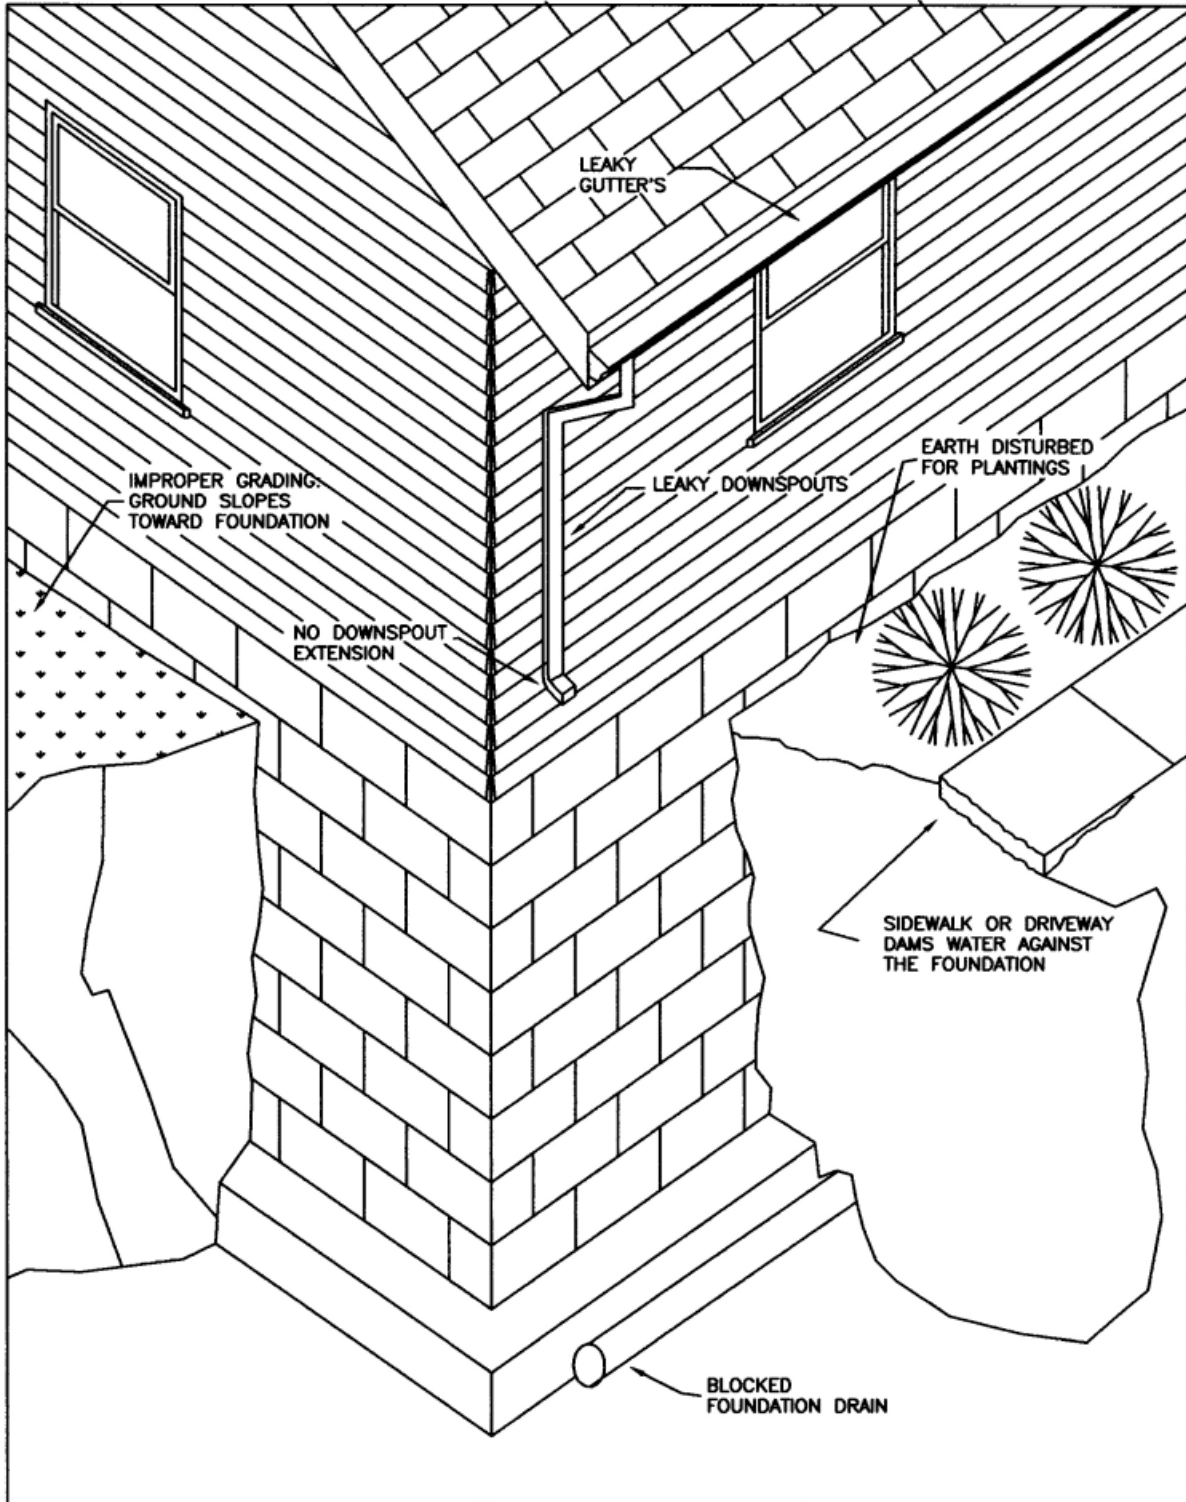 LEAKY
GUTTER'S
EARTH DISTURBED
FOR PLANTINGS
IMPROPER GRADING:
GROUND SLOPES
TOWARD FOUNDATION
LEAKY DOWNSPOUTS
NO DOWNSPOUT
EXTENSION
SIDEWALK OR DRIVEWAY
DAMS WATER AGAINST
THE FOUNDATION
BLOCKED
FOUNDATION DRAIN